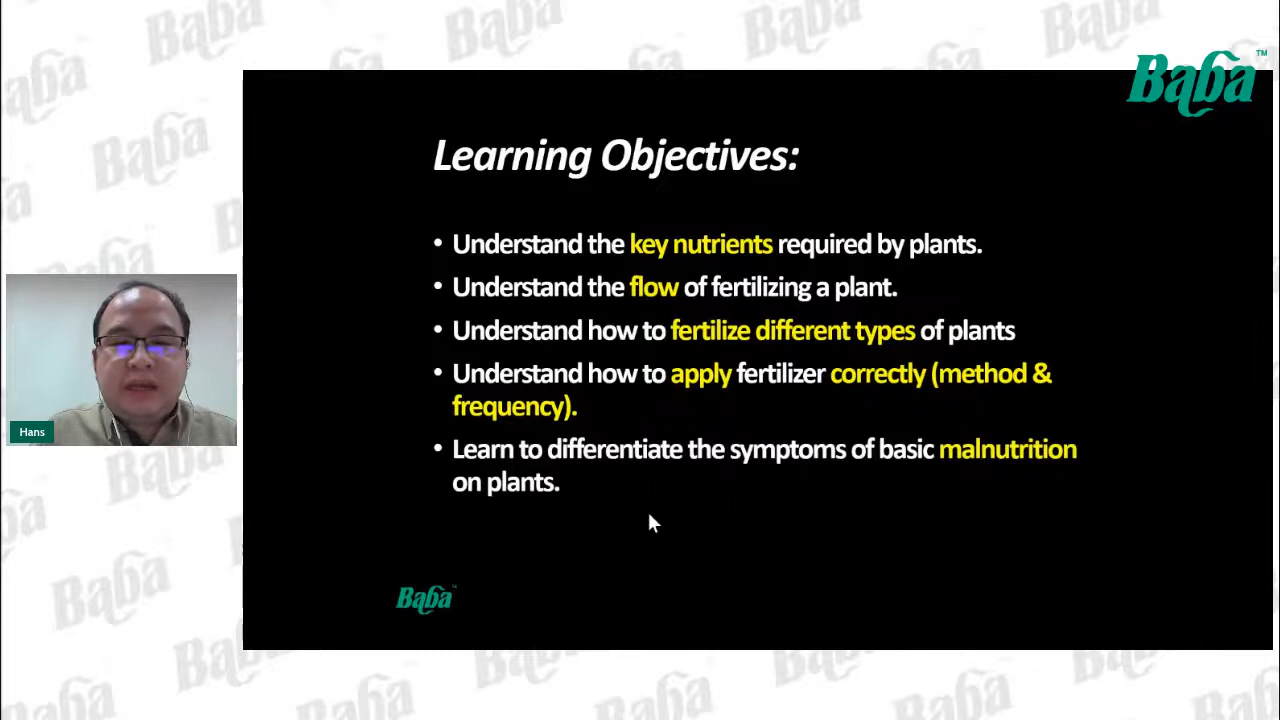 Baba™
Learning Objectives:
• Understand the key nutrients required by plants.
• Understand the flow of fertilizing a plant.
• Understand how to fertilize different types of plants
• Understand how to apply fertilizer correctly (method &
frequency).
• Learn to differentiate the symptoms of basic malnutrition
on plants.
Hans
Baba™